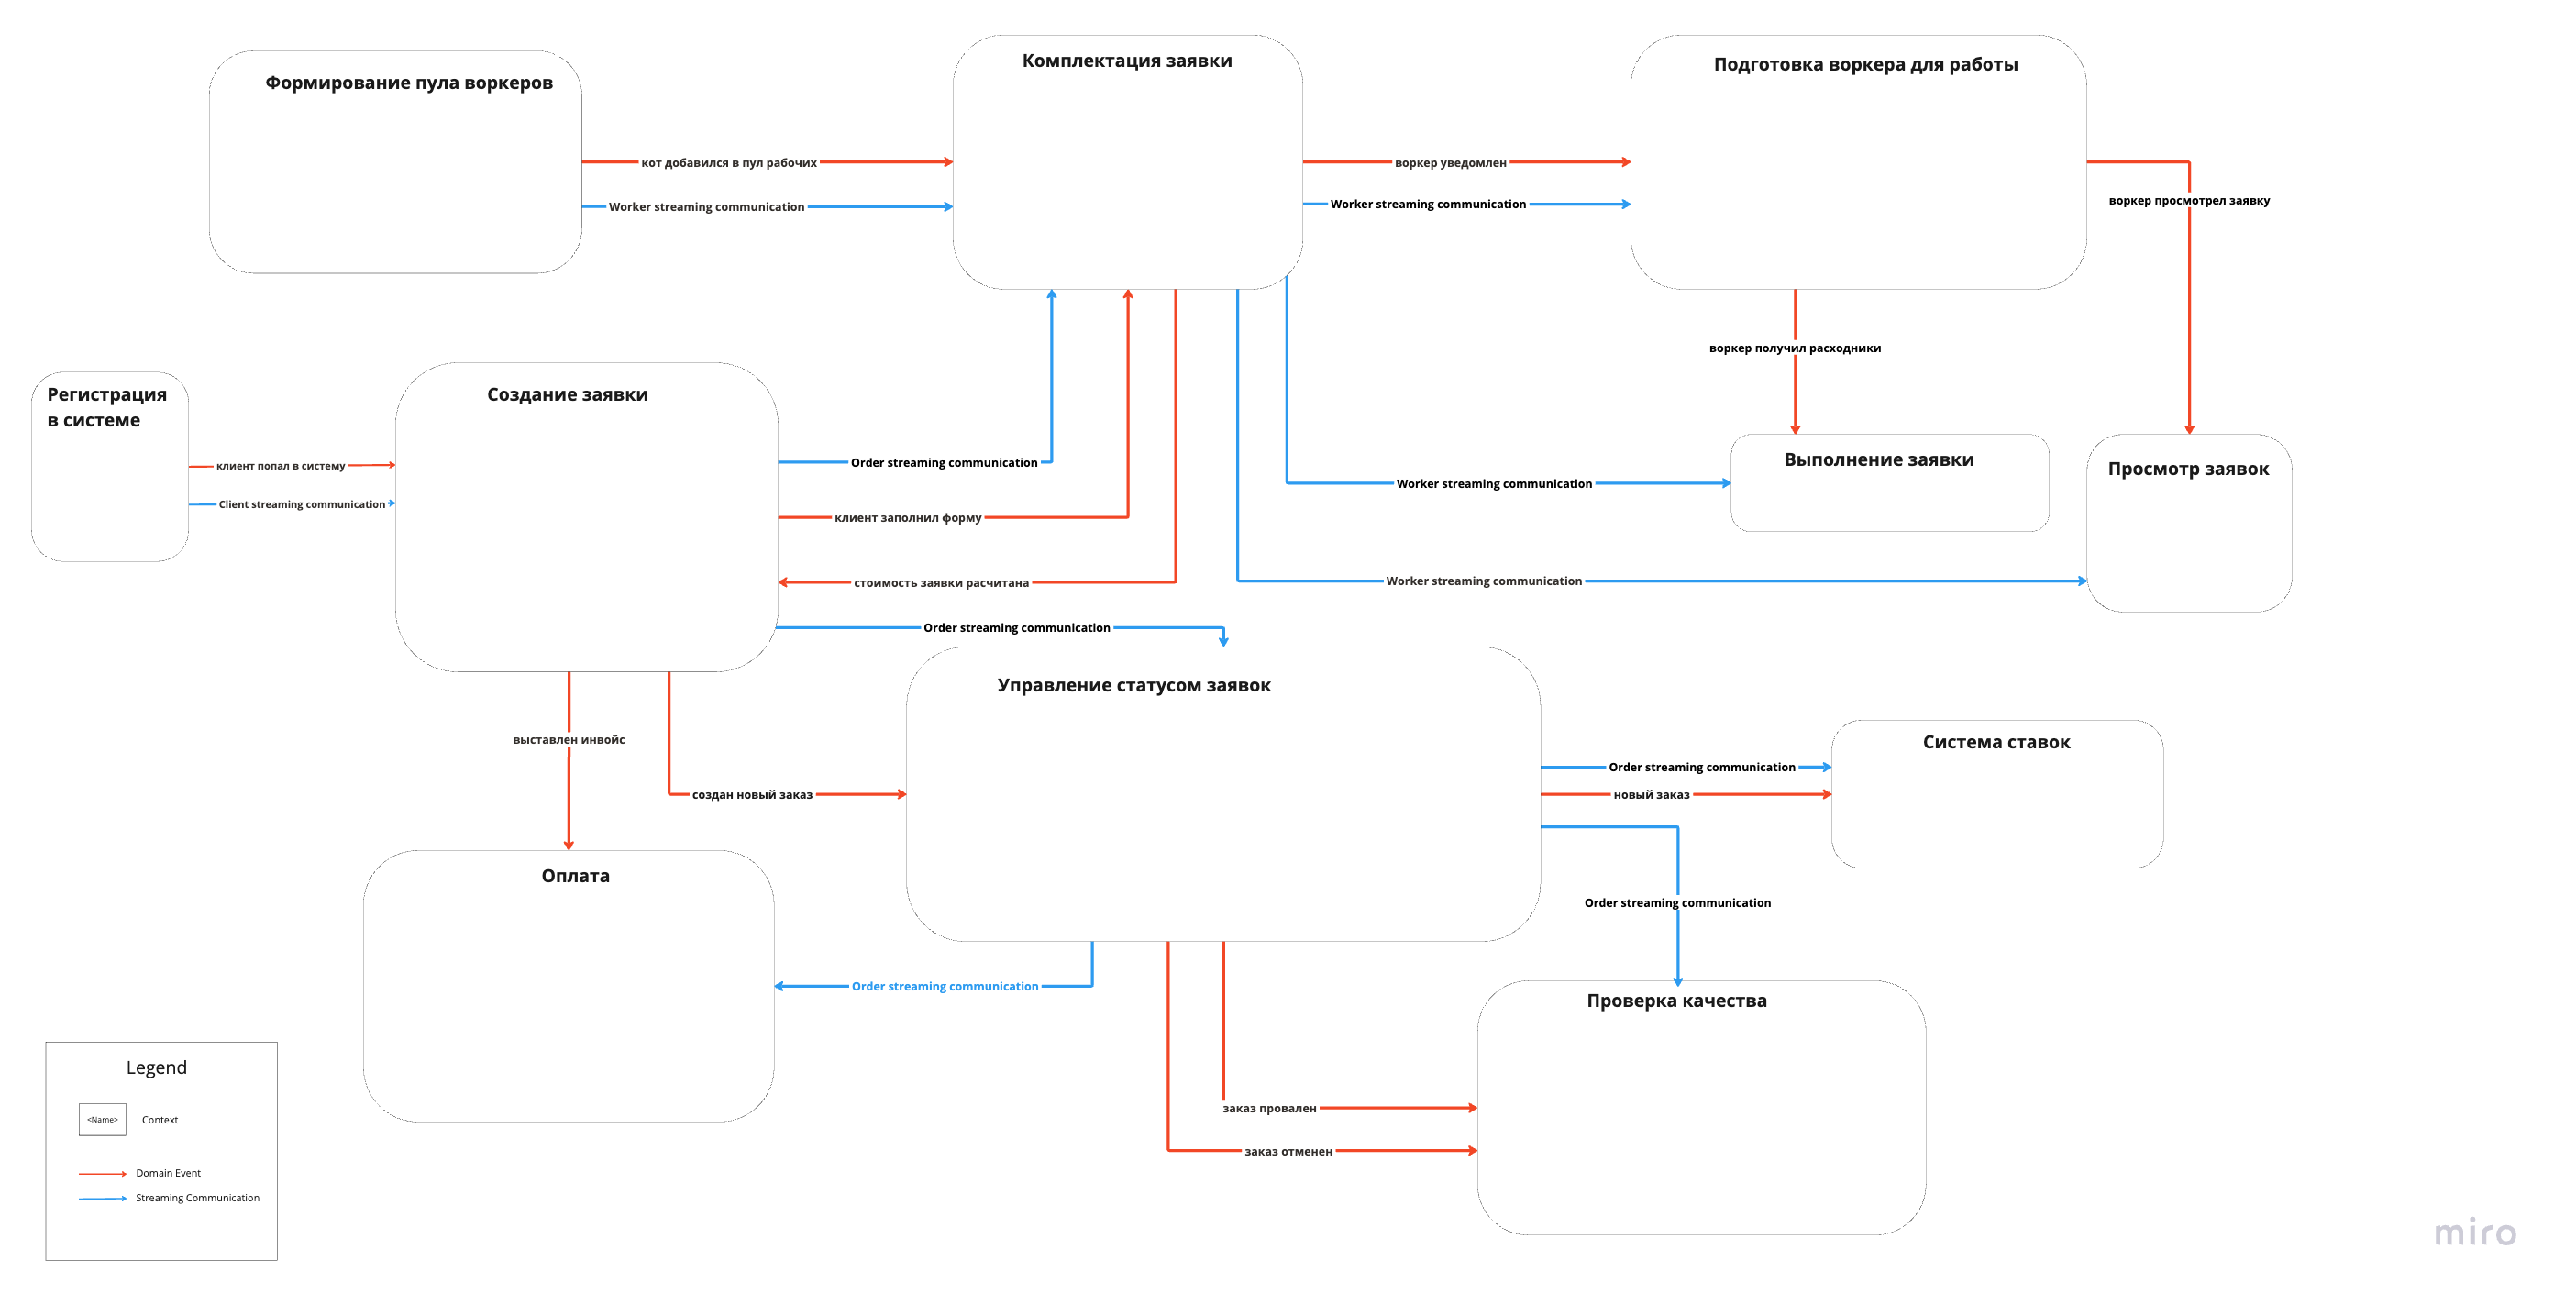 Формирование пула воркеров
Комплектация заявки
Подготовка воркера для работы
кот добавился в пул рабочих
воркер уведомлен
воркер просмотрел заявку
Worker streaming communication
Worker streaming communication
воркер получил расходники
Регистрация
в системе
Создание заявки
клиент попал в систему
Client streaming communication
Order streaming communication
клиент заполнил форму
стоимость заявки расчитана
Worker streaming communication
Выполнение заявки
Просмотр заявок
Worker streaming communication
Order streaming communication
Управление статусом заявок
выставлен инвойс
создан новый заказ
Система ставок
Order streaming communication
новый заказ
Order streaming communication
Оплата
Order streaming communication
Проверка качества
заказ провален
заказ отменен
Legend
<Name>
Context
Domain Event
Streaming Communication
miro